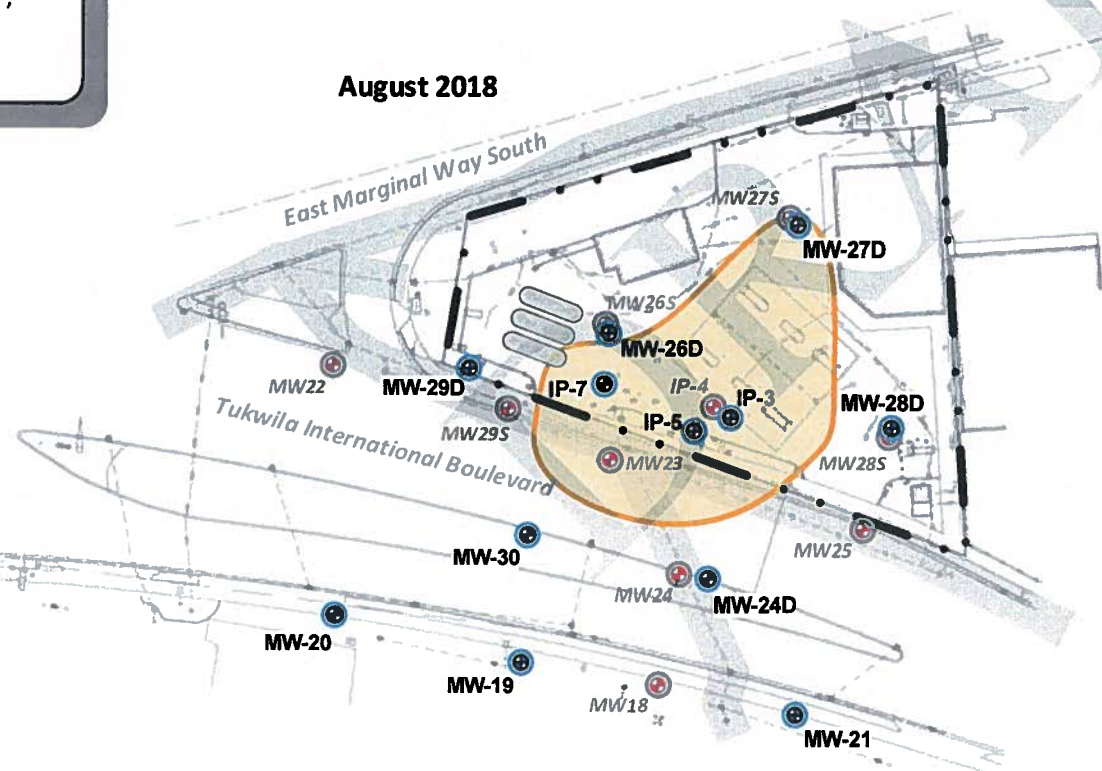 ,
August 2018
East Marginal Way South
MW27S
MW-27D
MW26S
MW-26D
MW22
MW-29D
IP-7
IP-4
IP-3
MW-28D
IP-5
MW29S
MW23
MW28S
Tukwila International Boulevard
MW25
MW-30
MW24
MW-24D
MW-20
MW-19
MW18
MW-21